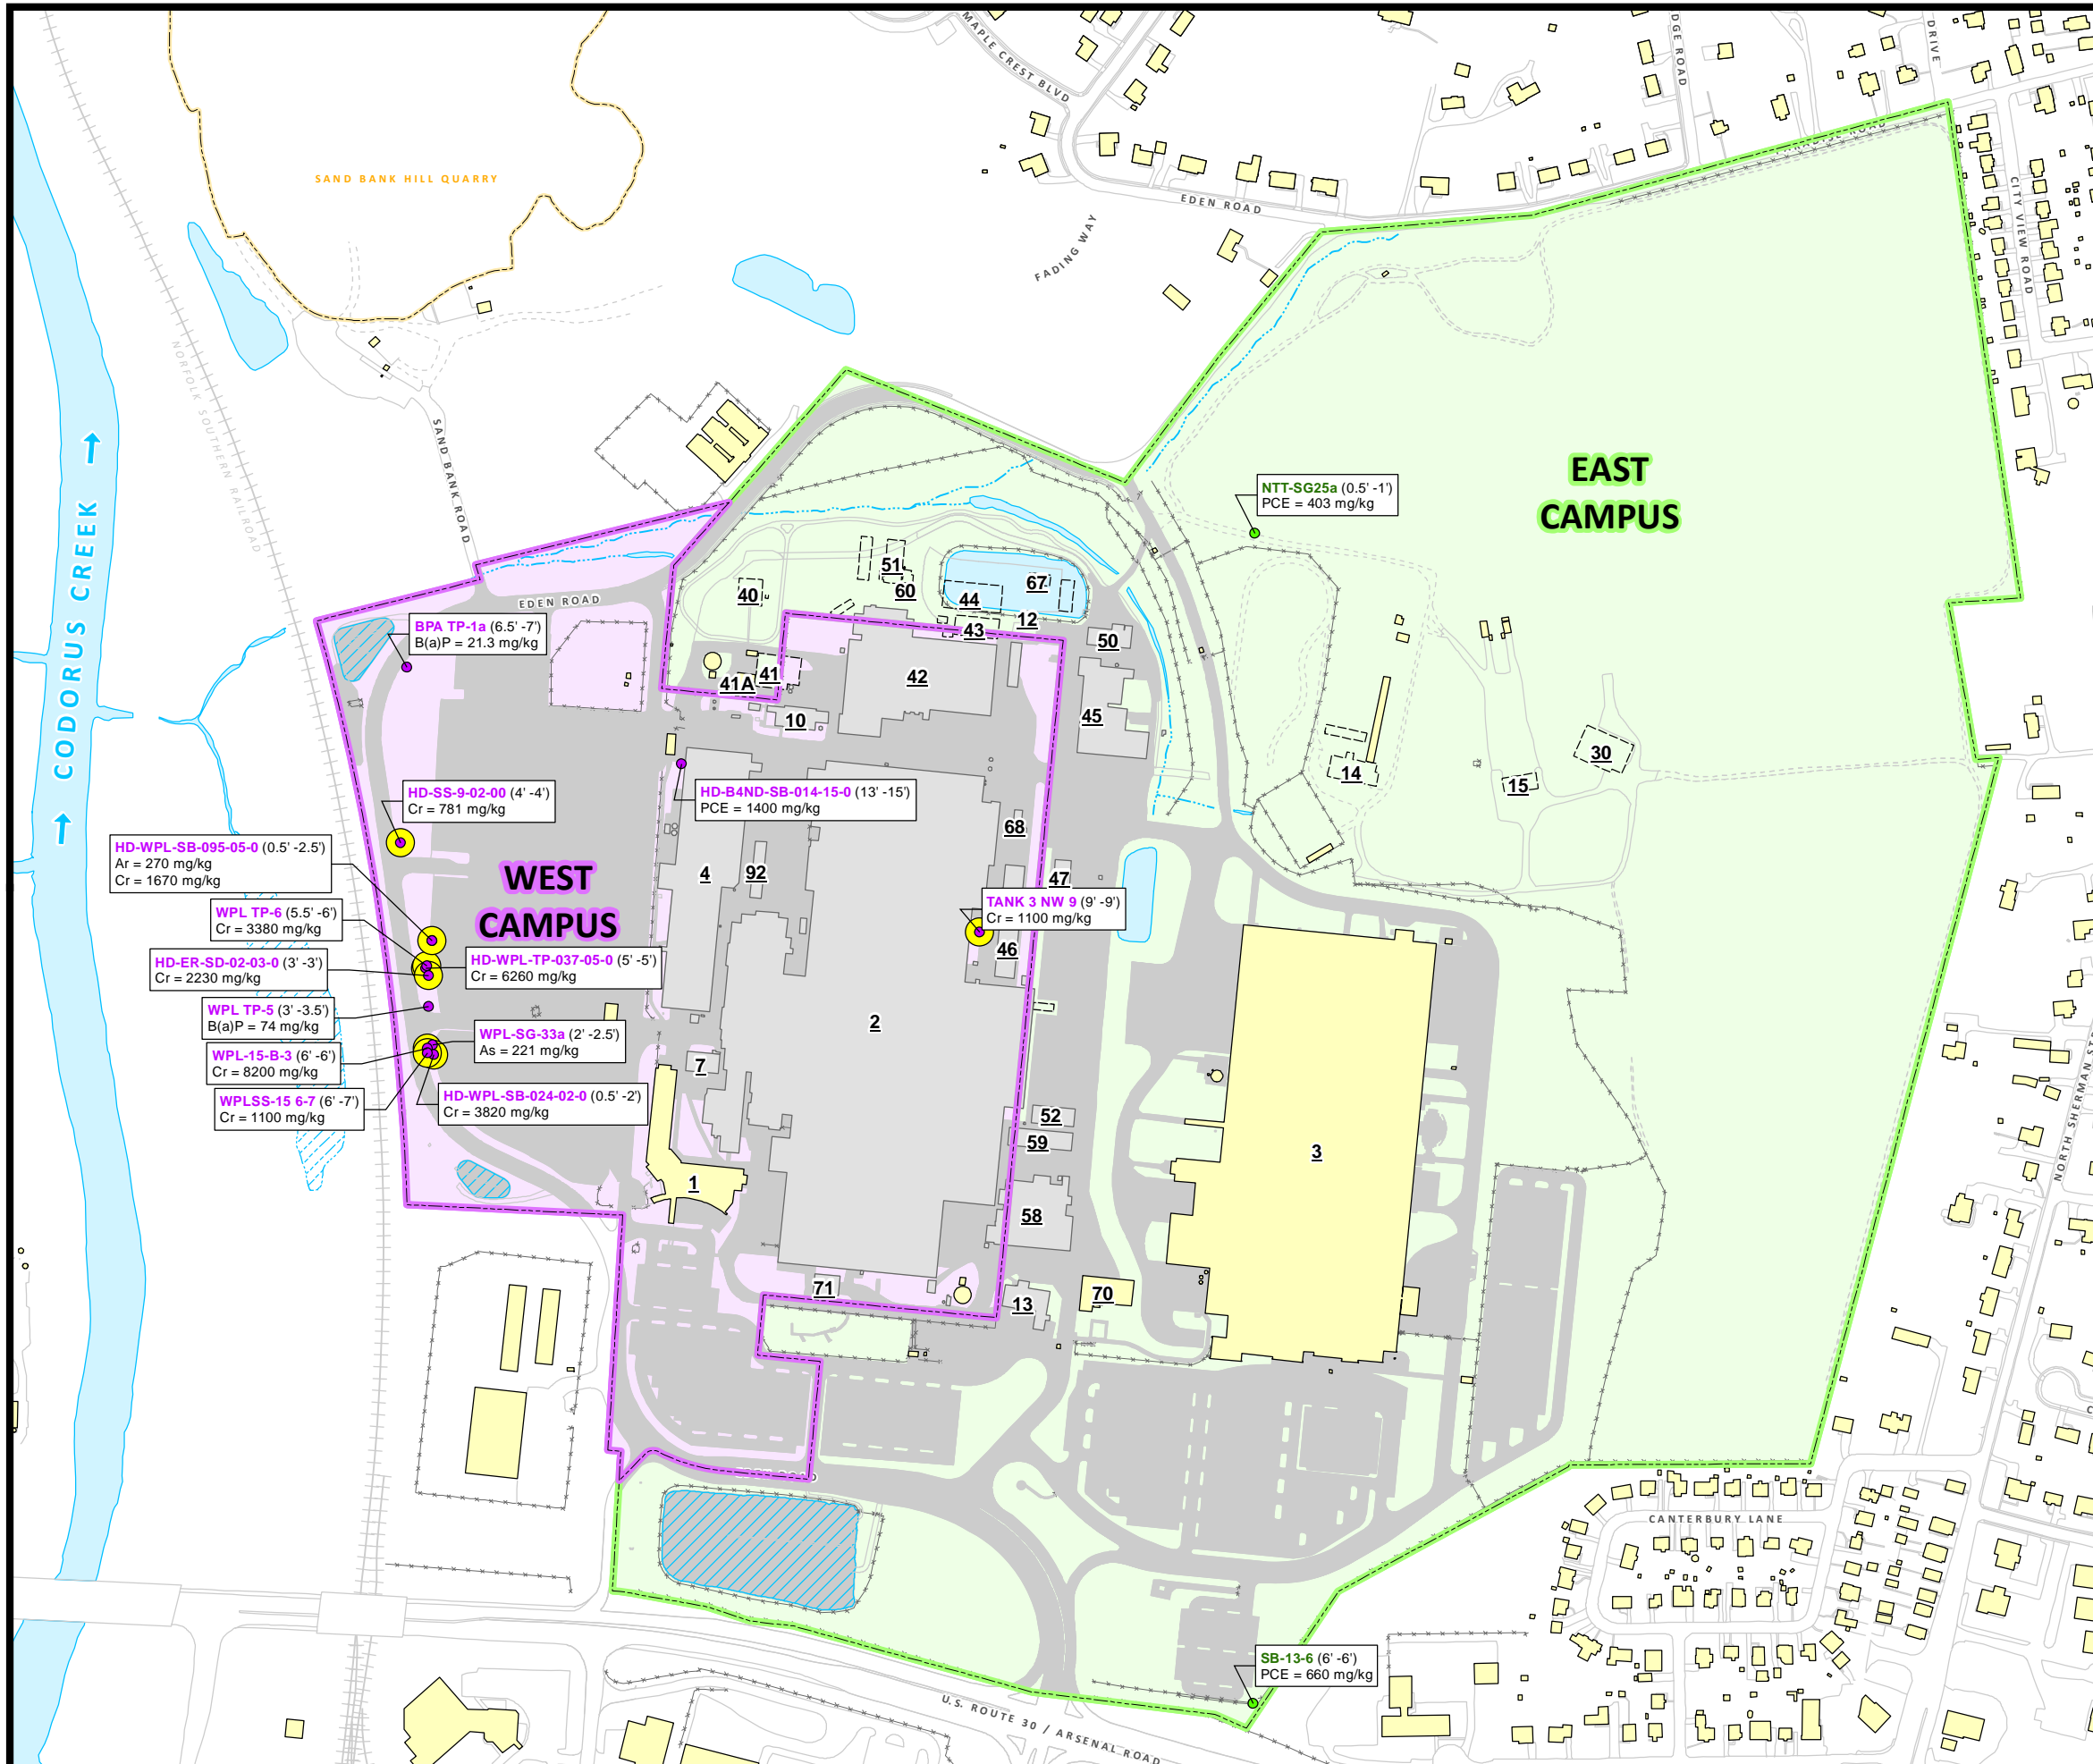 MAPLE CREST BLVD
DRIVE
SAND BANK HILL QUARRY
EDEN ROAD
CITY VIEW ROAD
FADING WAY
NORFOLK SOUTHERN RAILROAD
SAND BANK ROAD
CODORUS CREEK
EAST
CAMPUS
NTT-SG25a (0.5' -1')
PCE = 403 mg/kg
51
60
67
40
44
12
43
50
EDEN ROAD
BPA TP-1a (6.5' -7')
B(a)P = 21.3 mg/kg
41
41A
42
10
45
30
14
15
HD-SS-9-02-00 (4' -4')
Cr = 781 mg/kg
HD-B4ND-SB-014-15-0 (13' -15')
PCE = 1400 mg/kg
68
HD-WPL-SB-095-05-0 (0.5' -2.5')
Ar = 270 mg/kg
Cr = 1670 mg/kg
WEST
CAMPUS
4
92
47
TANK 3 NW 9 (9' -9')
Cr = 1100 mg/kg
46
WPL TP-6 (5.5' -6')
Cr = 3380 mg/kg
HD-ER-SD-02-03-0 (3' -3')
Cr = 2230 mg/kg
HD-WPL-TP-037-05-0 (5' -5')
Cr = 6260 mg/kg
WPL TP-5 (3' -3.5')
B(a)P = 74 mg/kg
2
WPL-SG-33a (2' -2.5')
As = 221 mg/kg
WPL-15-B-3 (6' -6')
Cr = 8200 mg/kg
7
WPLSS-15 6-7 (6' -7')
Cr = 1100 mg/kg
HD-WPL-SB-024-02-0 (0.5' -2')
Cr = 3820 mg/kg
52
59
3
1
58
71
13
70
NORTH SHERMAN ST
CANTERBURY LANE
SB-13-6 (6' -6')
PCE = 660 mg/kg
U.S. ROUTE 30 / ARSENAL ROAD